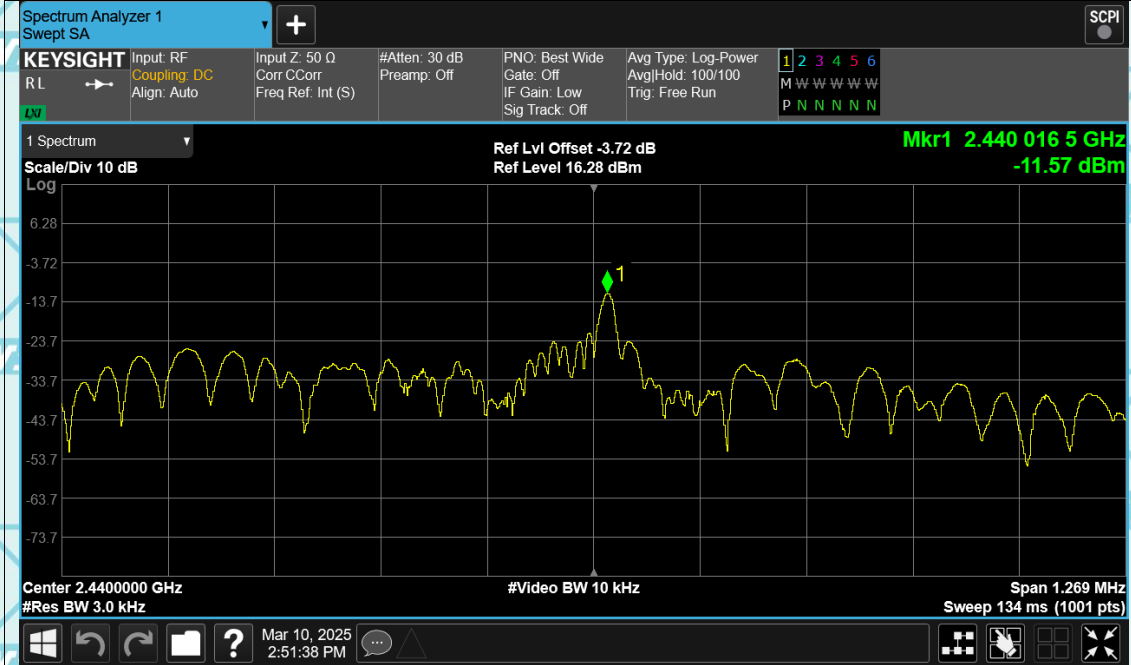 Spectrum Analyzer 1
Swept SA
+
SCPI
KEYSIGHT
RL
LXI
Input: RF
Coupling: DC
Align: Auto
Input Z: 50 Ω
Corr CCorr
Freq Ref: Int (S)
#Atten: 30 dB
Preamp: Off
PNO: Best Wide
Gate: Off
IF Gain: Low
Sig Track: Off
Avg Type: Log-Power
Avg|Hold: 100/100
Trig: Free Run
1 2 3 4 5 6
M W W W W W
P N N N N N
1 Spectrum
Scale/Div 10 dB
Log
Ref Lvl Offset -3.72 dB
Ref Level 16.28 dBm
Mkr1 2.440 016 5 GHz
-11.57 dBm
6.28
-3.72
1
-13.7
-23.7
-33.7
-43.7
-53.7
-63.7
-73.7
Center 2.4400000 GHz
#Video BW 10 kHz
Span 1.269 MHz
#Res BW 3.0 kHz
Sweep 134 ms (1001 pts)
?
Mar 10, 2025
2:51:38 PM